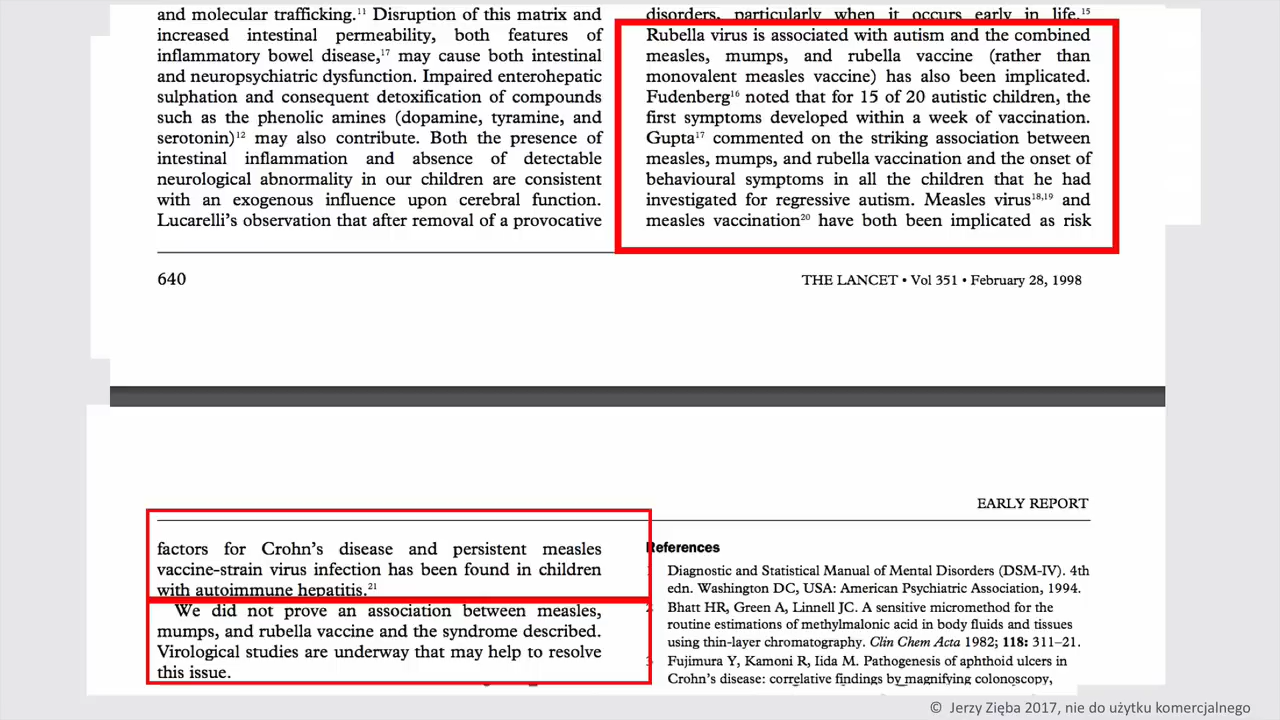 and molecular trafficking.11 Disruption of this matrix and
increased intestinal permeability, both features of
inflammatory bowel disease,17 may cause both intestinal
and neuropsychiatric dysfunction. Impaired enterohepatic
sulphation and consequent detoxification of compounds
such as the phenolic amines (dopamine, tyramine, and
serotonin)12 may also contribute. Both the presence of
intestinal inflammation and absence of detectable
neurological abnormality in our children are consistent
with an exogenous influence upon cerebral function.
Lucarelli's observation that after removal of a provocative
disorders, particularly when it occurs early in life.15
Rubella virus is associated with autism and the combined
measles, mumps, and rubella vaccine (rather than
monovalent measles vaccine) has also been implicated.
Fudenberg16 noted that for 15 of 20 autistic children, the
first symptoms developed within a week of vaccination.
Gupta17 commented on the striking association between
measles, mumps, and rubella vaccination and the onset of
behavioural symptoms in all the children that he had
investigated for regressive autism. Measles virus18,19 and
measles vaccination20 have both been implicated as risk
640
THE LANCET • Vol 351 • February 28, 1998
EARLY REPORT
factors for Crohn's disease and persistent measles
vaccine-strain virus infection has been found in children
with autoimmune hepatitis.21
We did not prove an association between measles,
mumps, and rubella vaccine and the syndrome described.
Virological studies are underway that may help to resolve
this issue.
References
1 Diagnostic and Statistical Manual of Mental Disorders (DSM-IV). 4th
edn. Washington DC, USA: American Psychiatric Association, 1994.
2 Bhatt HR, Green A, Linnell JC. A sensitive micromethod for the
routine estimations of methylmalonic acid in body fluids and tissues
using thin-layer chromatography. Clin Chem Acta 1982; 118: 311–21.
3 Fujimura Y, Kamoni R, Iida M. Pathogenesis of aphthoid ulcers in
Crohn's disease: correlative findings by magnifying colonoscopy,
© Jerzy Zięba 2017, nie do użytku komercjalnego